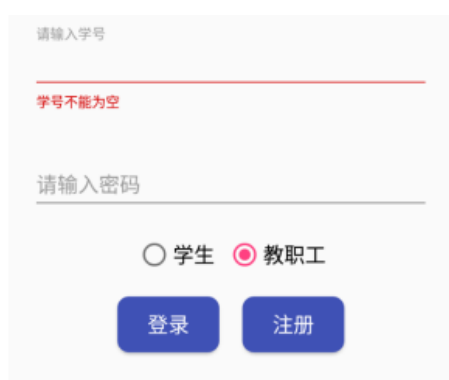 请输入学号
学号不能为空
请输入密码
学生 教职工
登录 注册